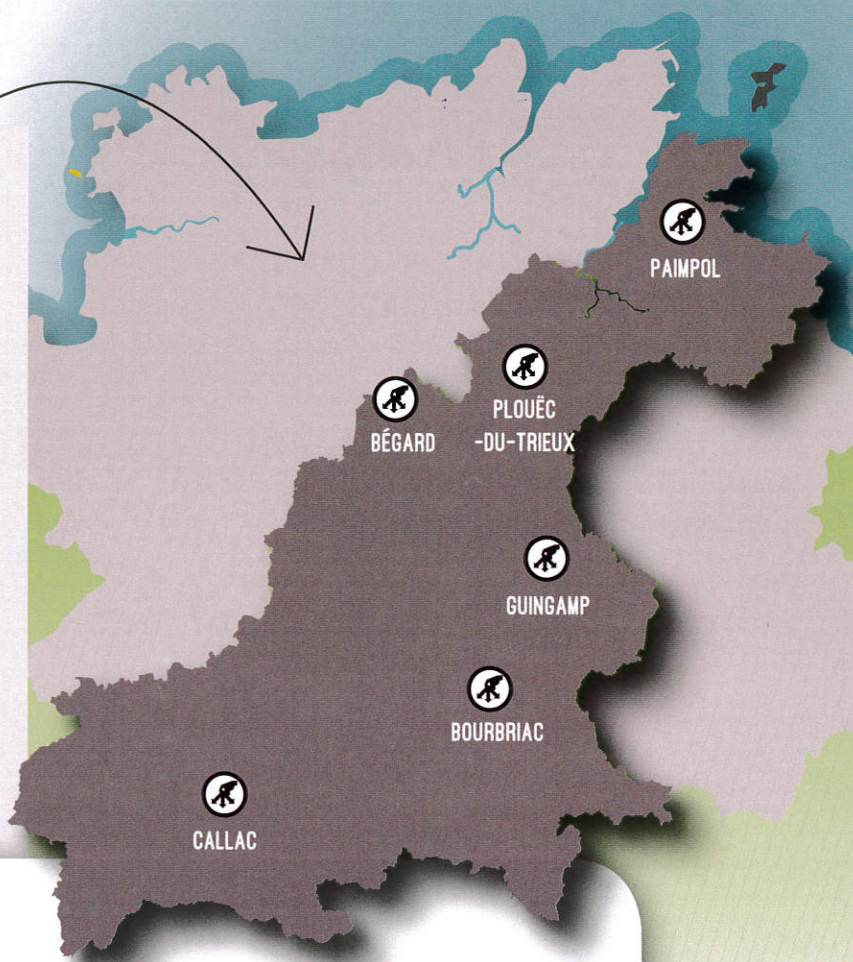 PAIMPOL
PLOUËC
-DU-TRIEUX
BÉGARD
GUINGAMP
BOURBRIAC
CALLAC